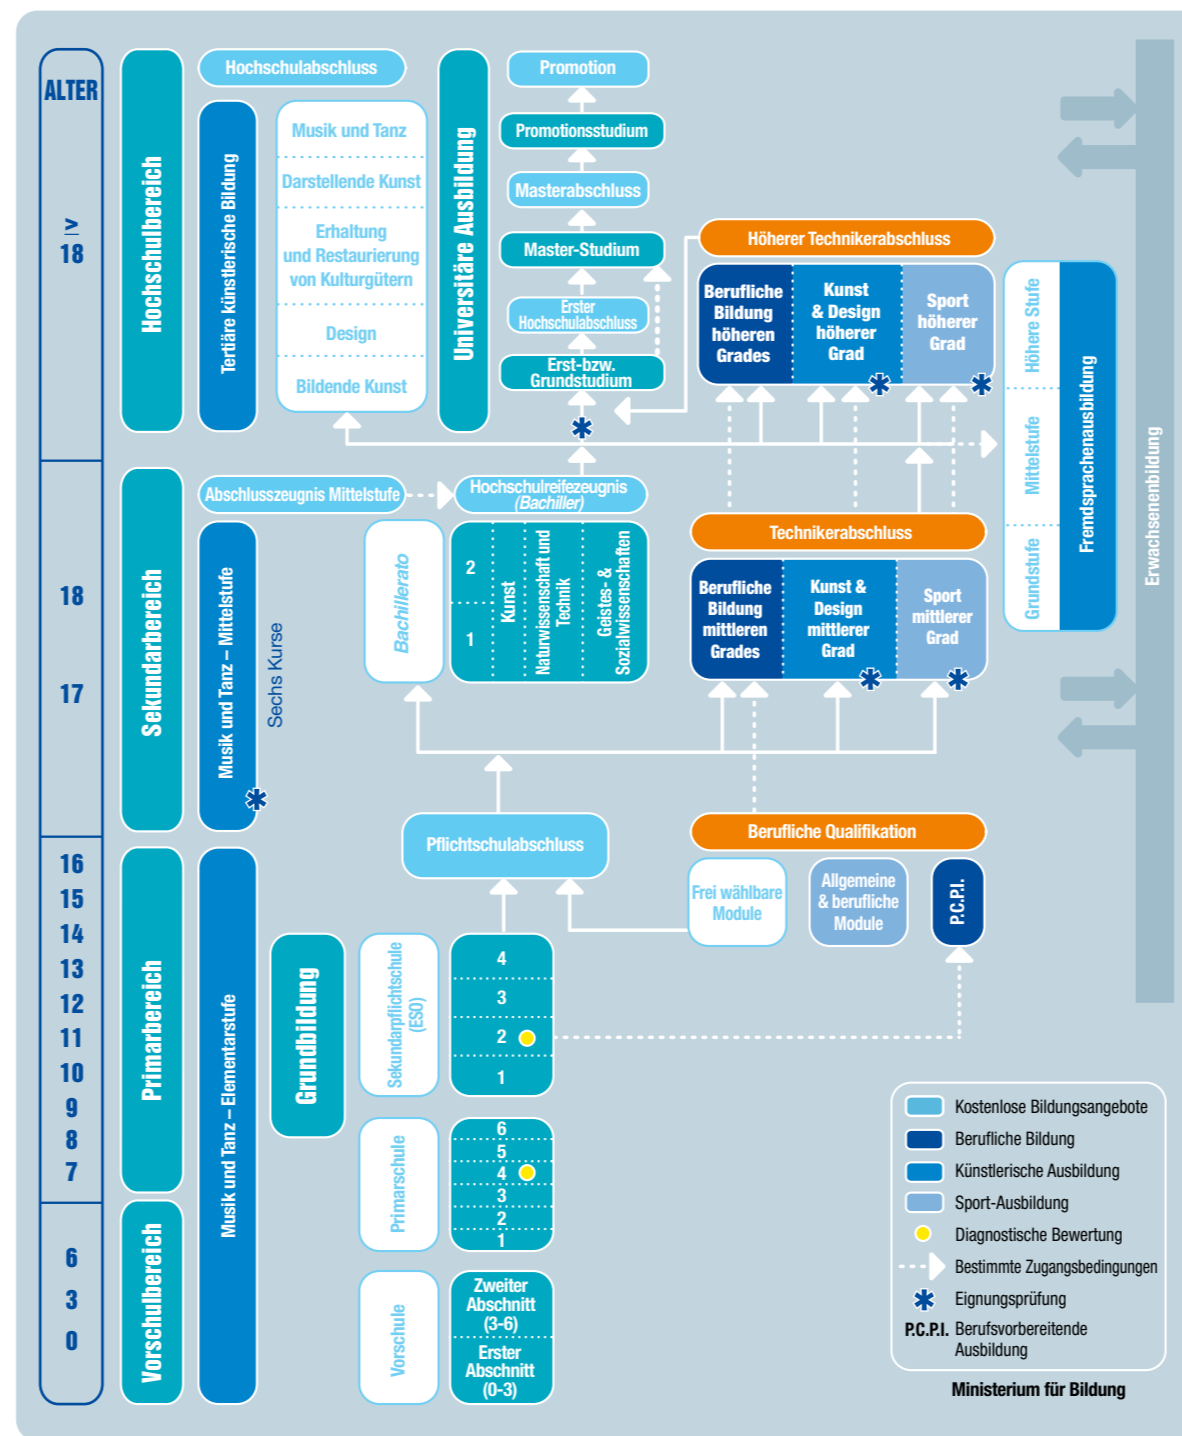 ALTER
≥
18
18
17
16
15
14
13
12
11
10
9
8
7
6
3
0
Hochschulbereich
Sekundarbereich
Primarbereich
Vorschulbereich
Hochschulabschluss
Tertiäre künstlerische Bildung
Musik und Tanz
Darstellende Kunst
Erhaltung
und Restaurierung
von Kulturgütern
Design
Bildende Kunst
Universitäre Ausbildung
Promotion
Promotionsstudium
Masterabschluss
Master-Studium
Erster
Hochschulabschluss
Erst-bzw.
Grundstudium
Höherer Technikerabschluss
Berufliche
Bildung
höheren
Grades
Kunst
& Design
höherer
Grad
Sport
höherer
Grad
Höhere Stufe
Mittelstufe
Grundstufe
Fremdsprachenausbildung
Erwachsenenbildung
Abschlusszeugnis Mittelstufe
Hochschulreifezeugnis
(Bachiller)
Musik und Tanz – Mittelstufe
Sechs Kurse
Bachillerato
2
1
Kunst
Naturwissenschaft und
Technik
Geistes- &
Sozialwissenschaften
Technikerabschluss
Berufliche
Bildung
mittleren
Grades
Kunst &
Design
mittlerer
Grad
Sport
mittlerer
Grad
Pflichtschulabschluss
Berufliche Qualifikation
Frei wählbare
Module
Allgemeine
& berufliche
Module
P.C.P.I.
Musik und Tanz – Elementarstufe
Grundbildung
Sekundarpflichtschule
(ESO)
4
3
2
1
Primarschule
6
5
4
3
2
1
Vorschule
Zweiter
Abschnitt
(3-6)
Erster
Abschnitt
(0-3)
Kostenlose Bildungsangebote
Berufliche Bildung
Künstlerische Ausbildung
Sport-Ausbildung
Diagnostische Bewertung
Bestimmte Zugangsbedingungen
Eignungsprüfung
P.C.P.I. Berufsvorbereitende
Ausbildung
Ministerium für Bildung